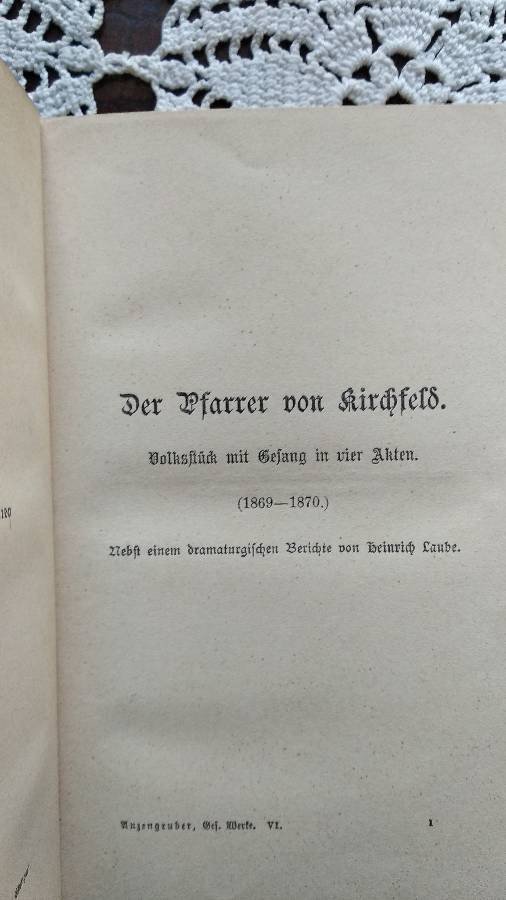 Der Pfarrer von Kirchfeld.
Volksstück mit Gesang in vier Akten.
(1869—1870.)
180
Nebst einem dramaturgischen Berichte von Heinrich Laube.
Anzengruber, Ges. Werke. VI. 1